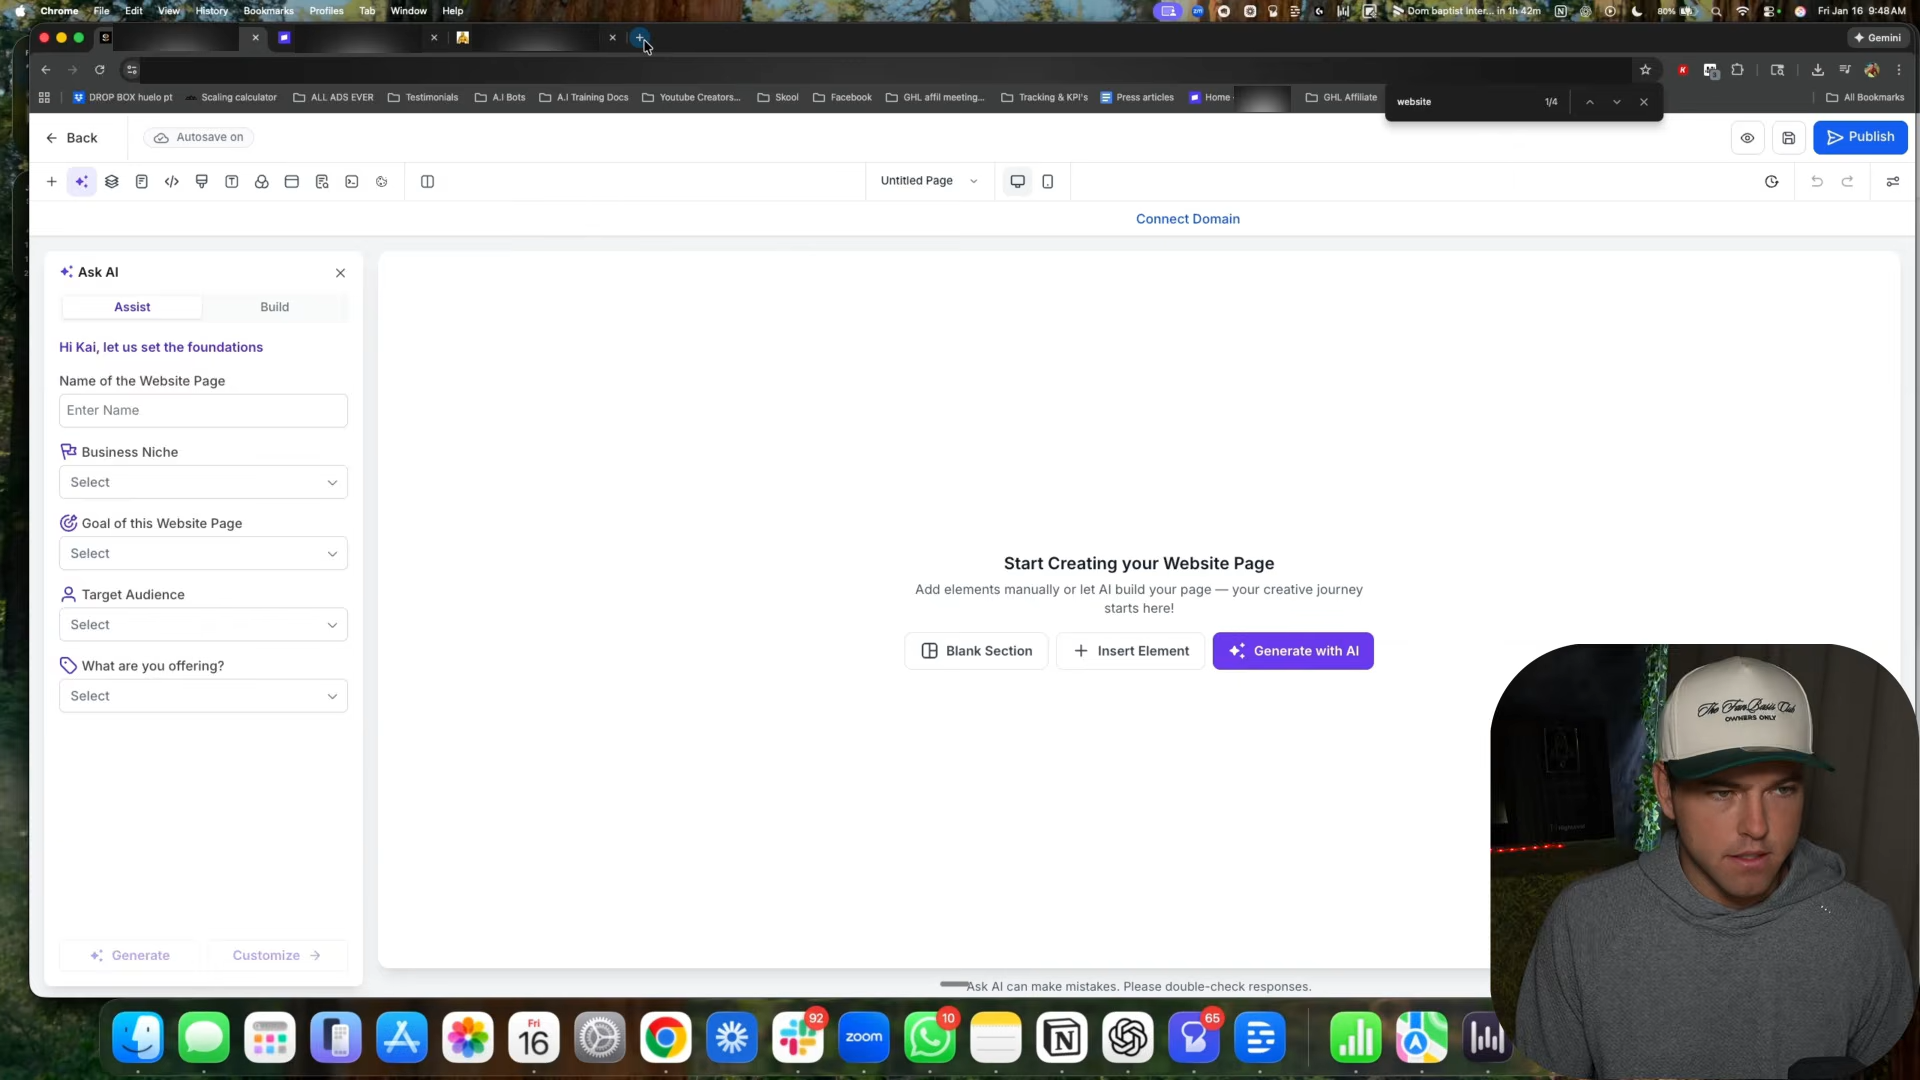 Chrome File Edit View History Bookmarks Profiles Tab Window Help
Dom baptist Inter... in 1h 42m
80%
Fri Jan 16 9:48 AM
Gemini
DROP BOX huelo pt
Scaling calculator
ALL ADS EVER
Testimonials
A.I Bots
A.I Training Docs
Youtube Creators...
Skool
Facebook
GHL affil meeting...
Tracking & KPI's
Press articles
Home
GHL Affiliate
website
1/4
All Bookmarks
Back
Autosave on
Publish
Untitled Page
Connect Domain
Ask AI
Assist
Build
Hi Kai, let us set the foundations
Name of the Website Page
Enter Name
Business Niche
Select
Goal of this Website Page
Select
Target Audience
Select
What are you offering?
Select
Generate
Customize
Start Creating your Website Page
Add elements manually or let AI build your page — your creative journey
starts here!
Blank Section
Insert Element
Generate with AI
Ask AI can make mistakes. Please double-check responses.
The FanBasis Club
OWNERS ONLY
Fri
16
92
zoom
10
65